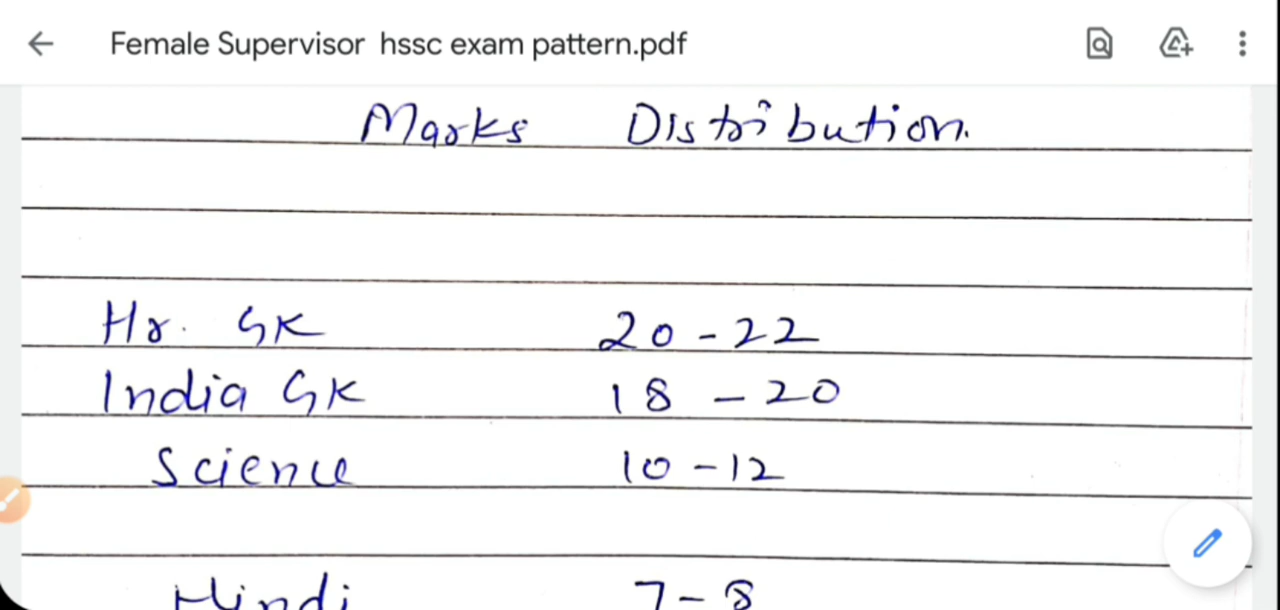 Female Supervisor hssc exam pattern.pdf
Marks Distribution.
Hr. GK 20-22
India GK 18-20
Science 10-12
Hindi 7-8